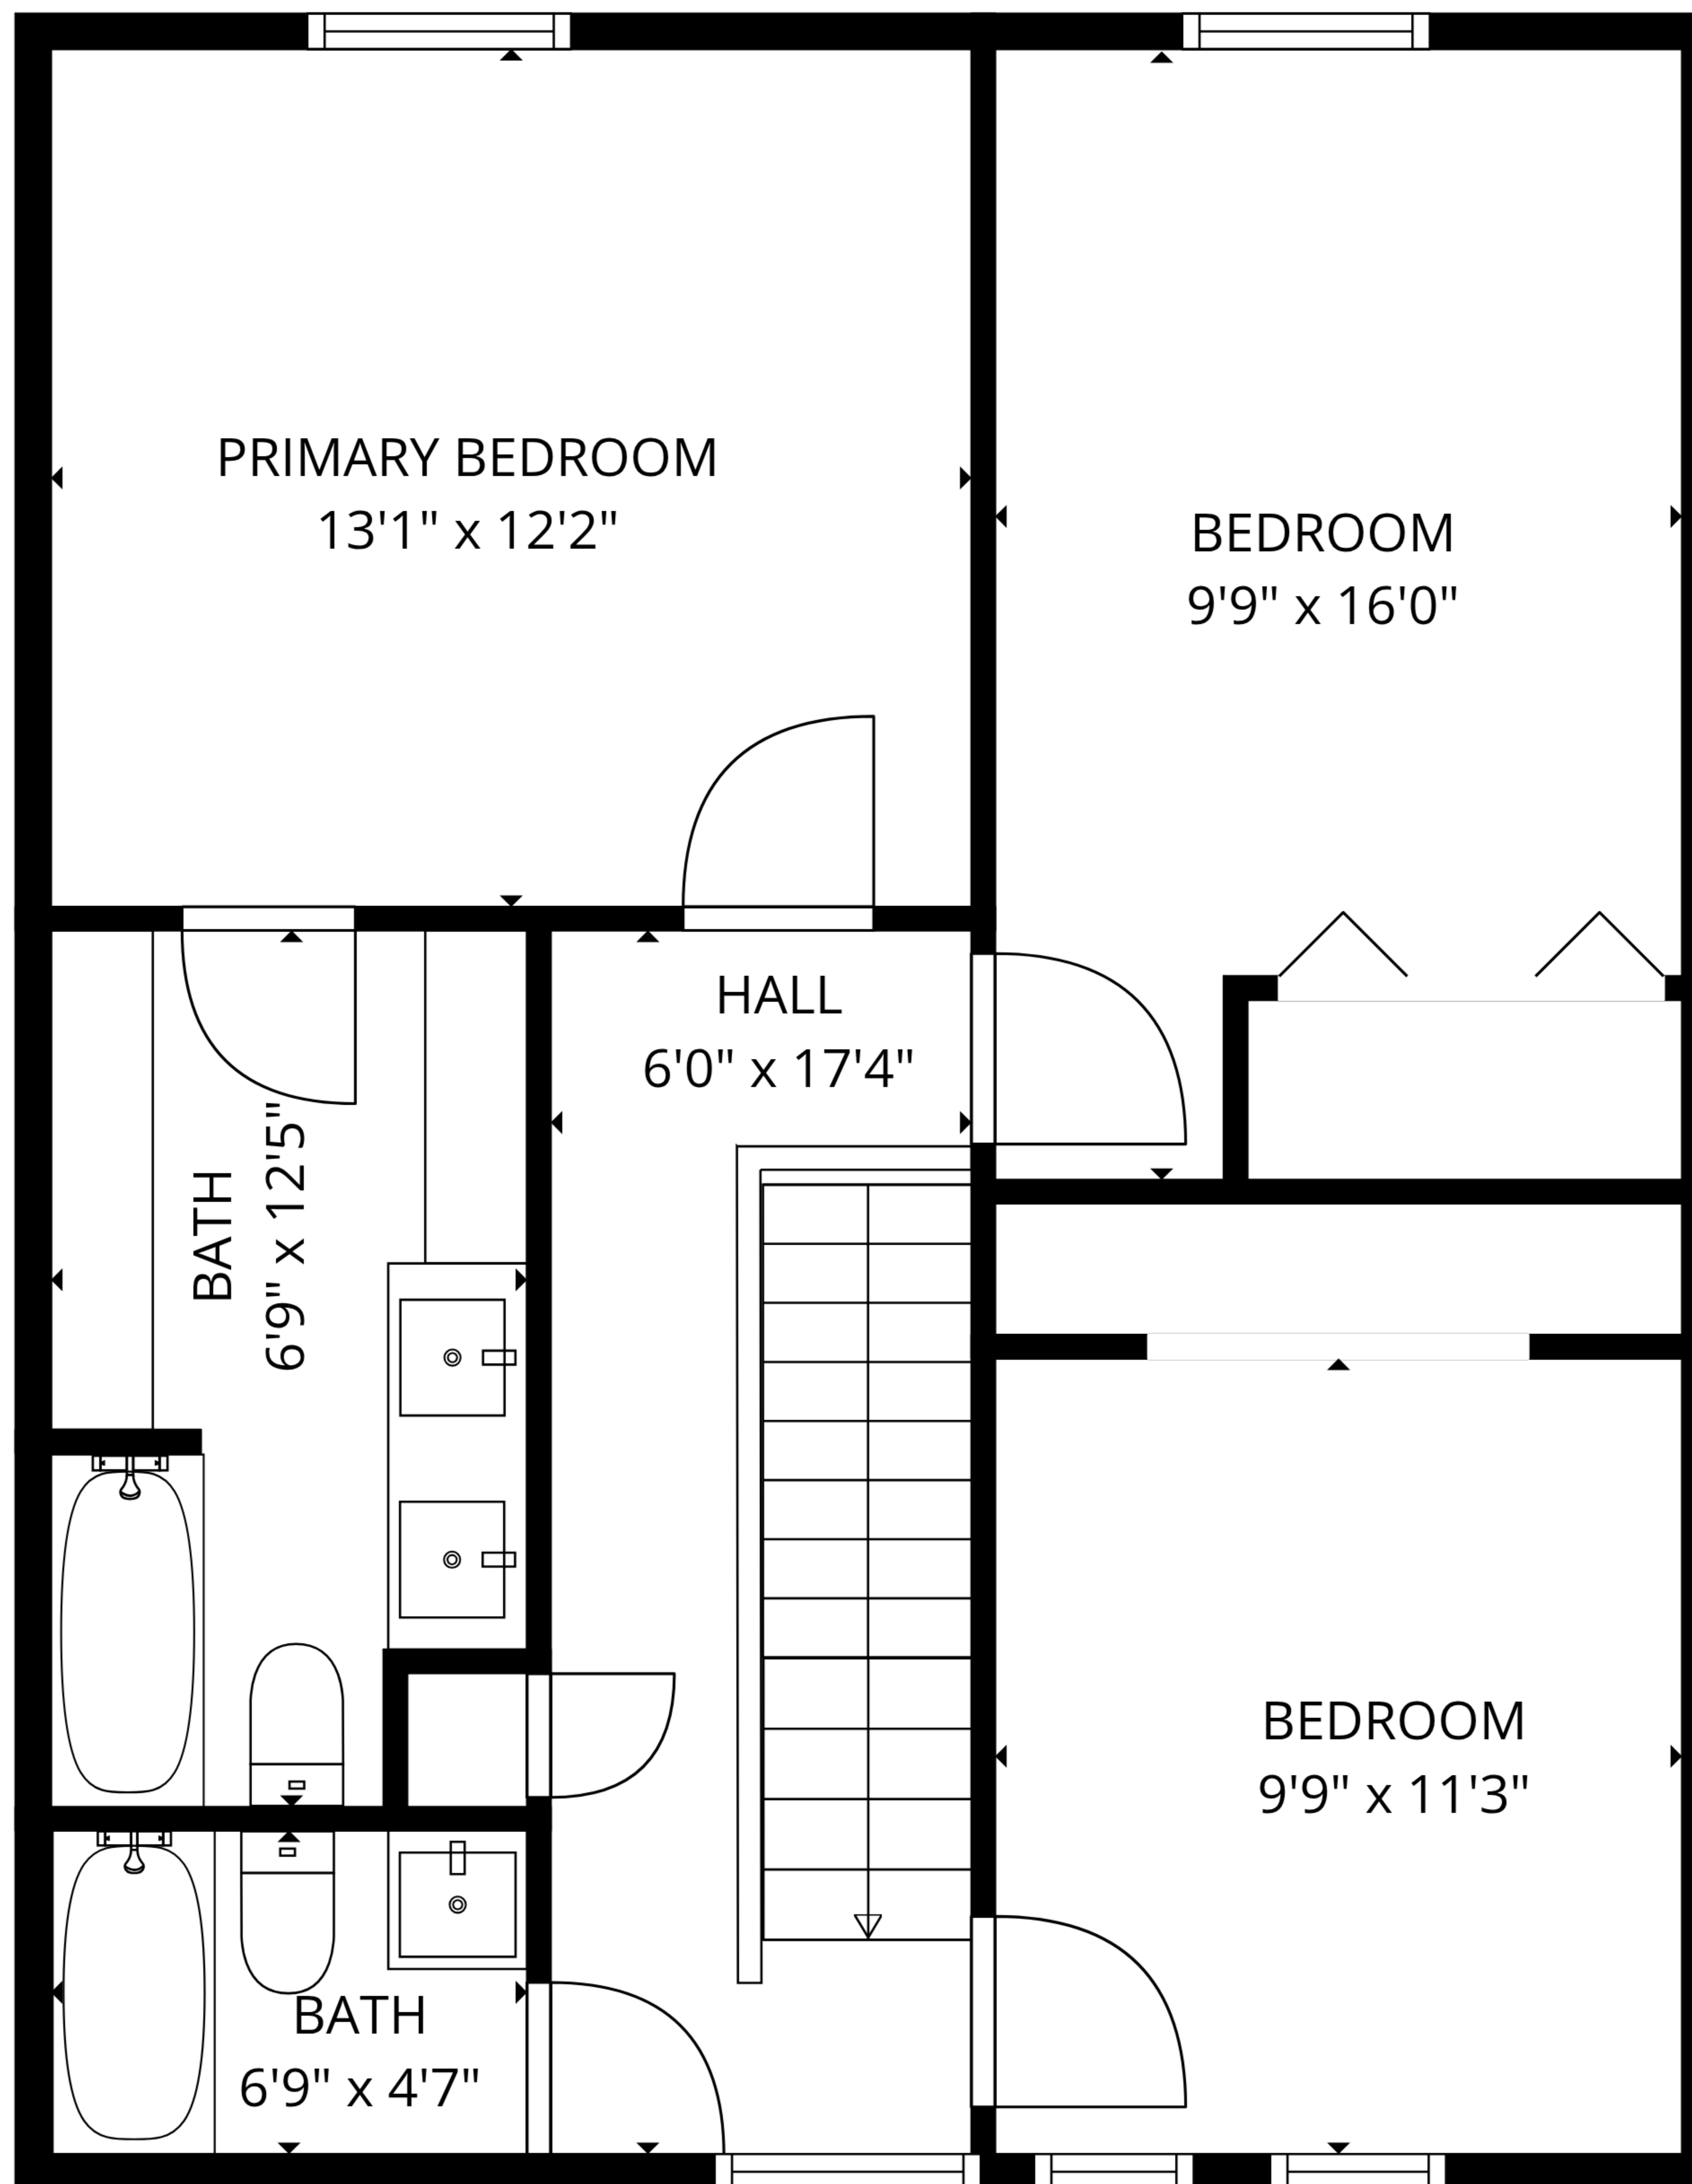 PRIMARY BEDROOM
13'1" x 12'2"
BEDROOM
9'9" x 16'0"
HALL
6'0" x 17'4"
BATH
6'9" x 12'5"
BEDROOM
9'9" x 11'3"
BATH
6'9" x 4'7"